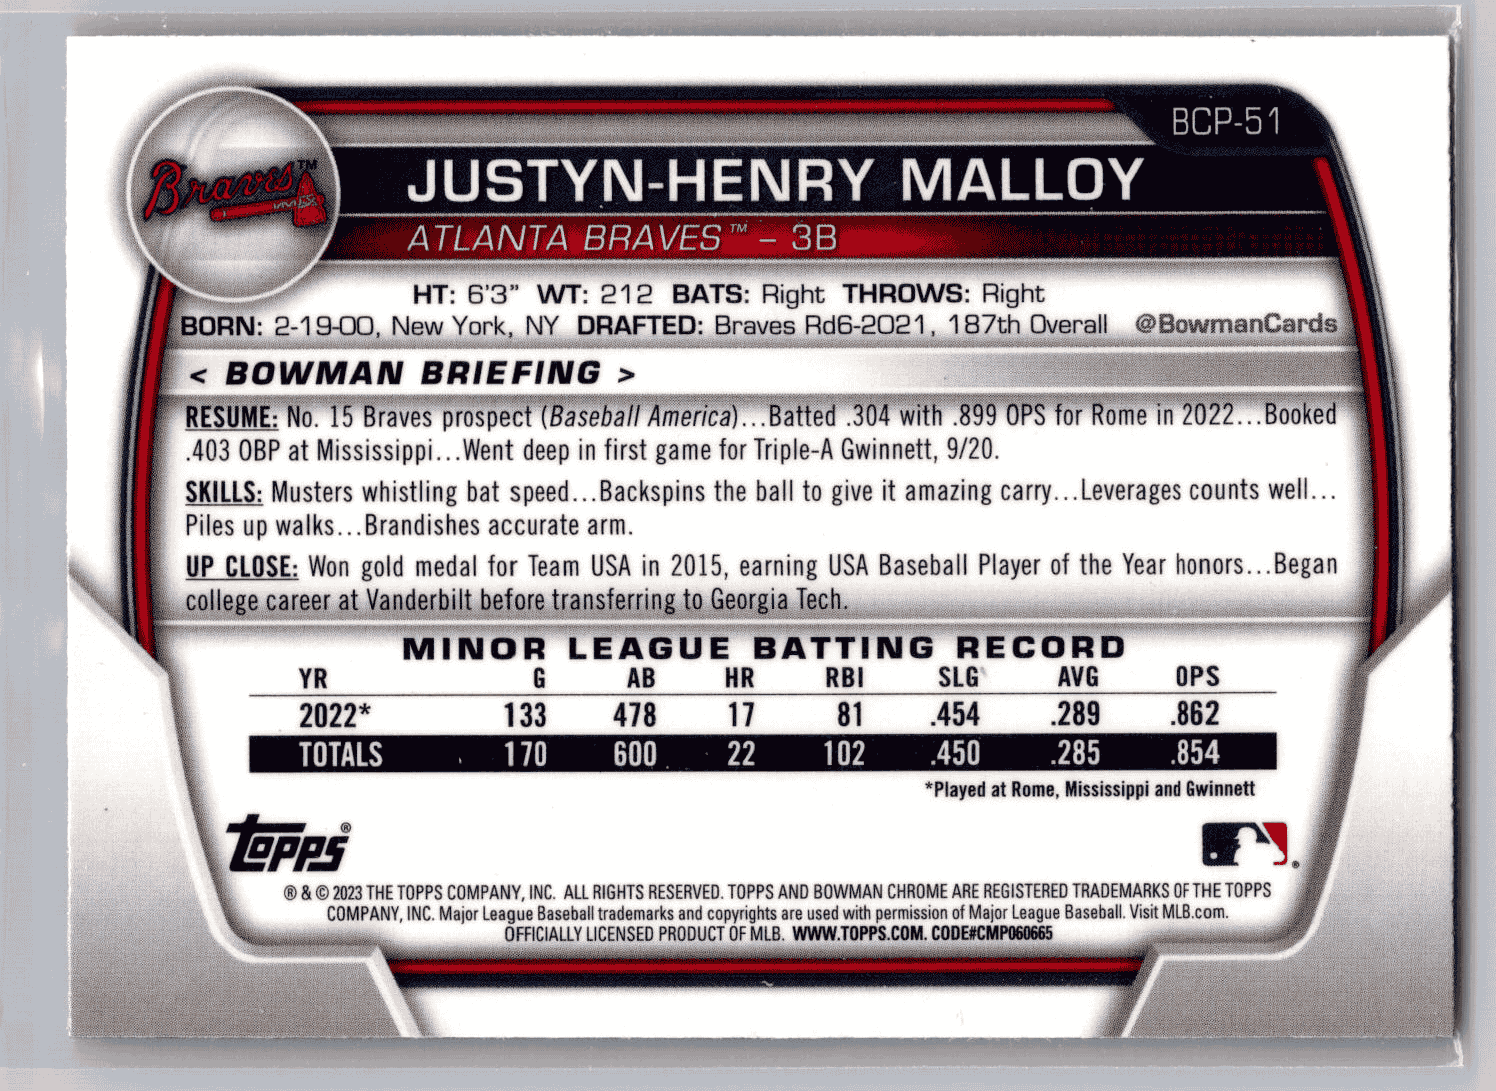 BCP-51
Braves™
JUSTYN-HENRY MALLOY
ATLANTA BRAVES™ – 3B
HT: 6'3" WT: 212 BATS: Right THROWS: Right
BORN: 2-19-00, New York, NY DRAFTED: Braves Rd6-2021, 187th Overall @BowmanCards
< BOWMAN BRIEFING >
RESUME: No. 15 Braves prospect (Baseball America)...Batted .304 with .899 OPS for Rome in 2022...Booked
.403 OBP at Mississippi...Went deep in first game for Triple-A Gwinnett, 9/20.
SKILLS: Musters whistling bat speed...Backspins the ball to give it amazing carry...Leverages counts well...
Piles up walks...Brandishes accurate arm.
UP CLOSE: Won gold medal for Team USA in 2015, earning USA Baseball Player of the Year honors...Began
college career at Vanderbilt before transferring to Georgia Tech.
MINOR LEAGUE BATTING RECORD
YR G AB HR RBI SLG AVG OPS
2022* 133 478 17 81 .454 .289 .862
TOTALS 170 600 22 102 .450 .285 .854
*Played at Rome, Mississippi and Gwinnett
Topps®
® & © 2023 THE TOPPS COMPANY, INC. ALL RIGHTS RESERVED. TOPPS AND BOWMAN CHROME ARE REGISTERED TRADEMARKS OF THE TOPPS
COMPANY, INC. Major League Baseball trademarks and copyrights are used with permission of Major League Baseball. Visit MLB.com.
OFFICIALLY LICENSED PRODUCT OF MLB. WWW.TOPPS.COM. CODE#CMP060665